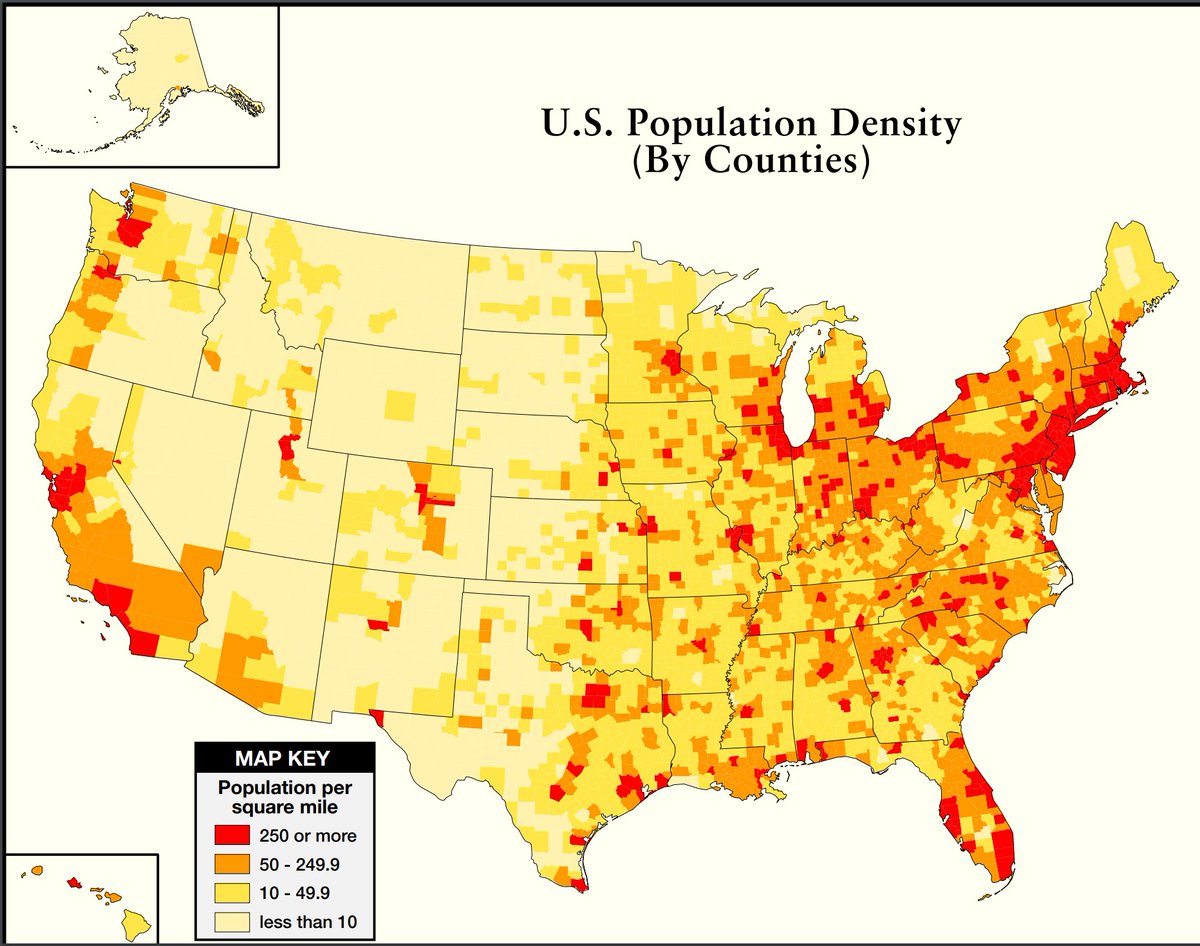 U.S. Population Density
(By Counties)
MAP KEY
Population per
square mile
250 or more
50 - 249.9
10 - 49.9
less than 10